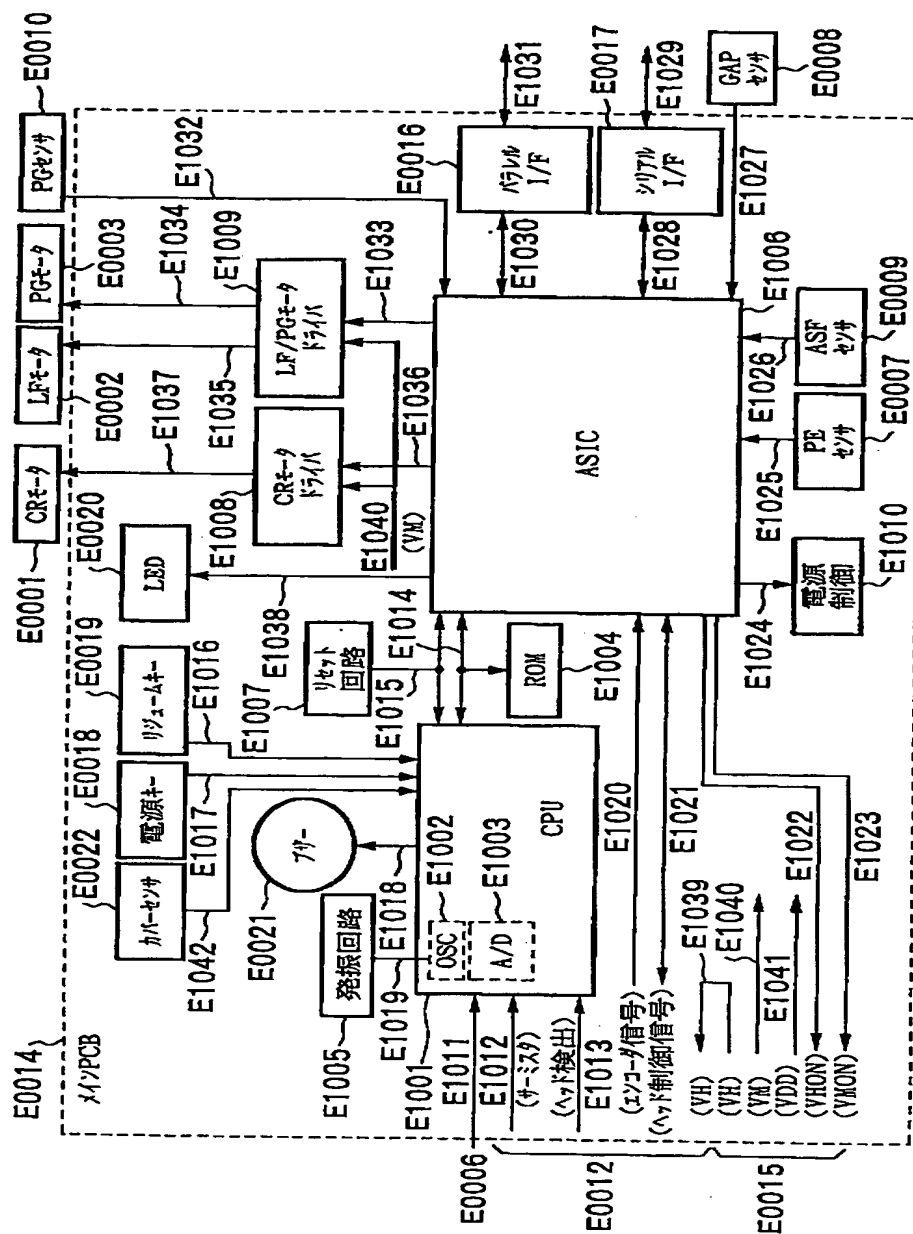 E0014
メインPCB
E0022
E0018
E0019
E0020
E0001
E0002
E0003
E0010
カバーセンサ
電源キー
リジュームキー
LED
CRモータ
LFモータ
PGモータ
PGセンサ
E1042
E1017
E1016
E1037
E1035
E1034
E1032
E1005
発振回路
E0021
ブザー
E1007
リセット
回路
E1038
E1008
CRモータ
ドライバ
E1009
LF/PGモータ
ドライバ
E1019
E1018
E1015
E1014
E1040
(VM)
E1036
E1033
E0016
E1031
E0017
E1029
パラレル
I/F
シリアル
I/F
E1030
E1028
GAP
センサ
E0008
E1027
E1001
OSC
E1002
A/D
E1003
CPU
ROM
E1004
ASIC
E1006
E0006
E1011
E1012
(サーミスタ)
(ヘッド検出)
E1013
(エンコーダ信号)
E1020
(ヘッド制御信号)
E1021
E0012
E0015
(VH)
(VH)
(VM)
(VDD)
(VHON)
(VMON)
E1039
E1040
E1041
E1022
E1023
E1024
電源
制御
E1010
E1025
PE
センサ
E0007
E1026
ASF
センサ
E0009